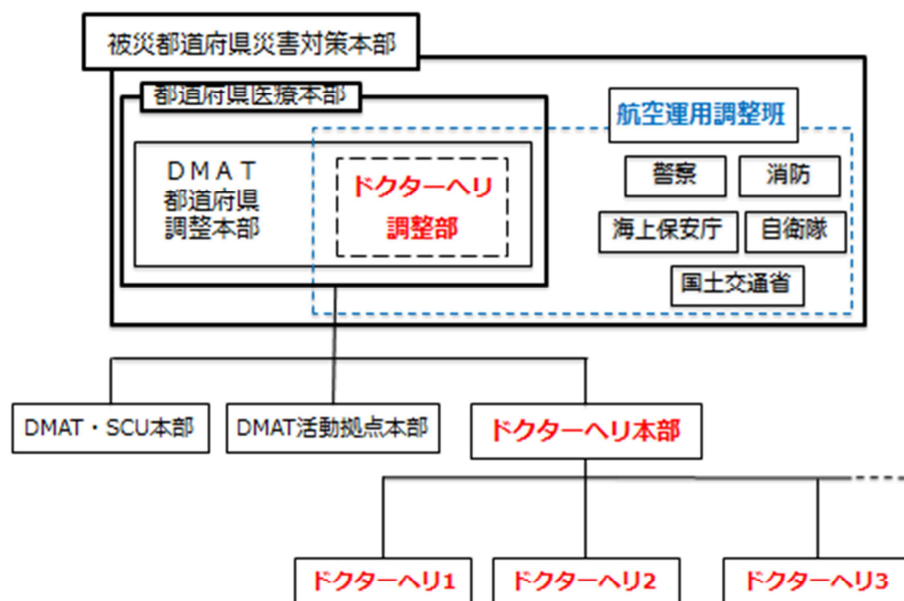 被災都道府県災害対策本部
都道府県医療本部
航空運用調整班
DMAT
都道府県
調整本部
ドクターヘリ
調整部
警察
消防
海上保安庁
自衛隊
国土交通省
DMAT・SCU本部
DMAT活動拠点本部
ドクターヘリ本部
ドクターヘリ1
ドクターヘリ2
ドクターヘリ3